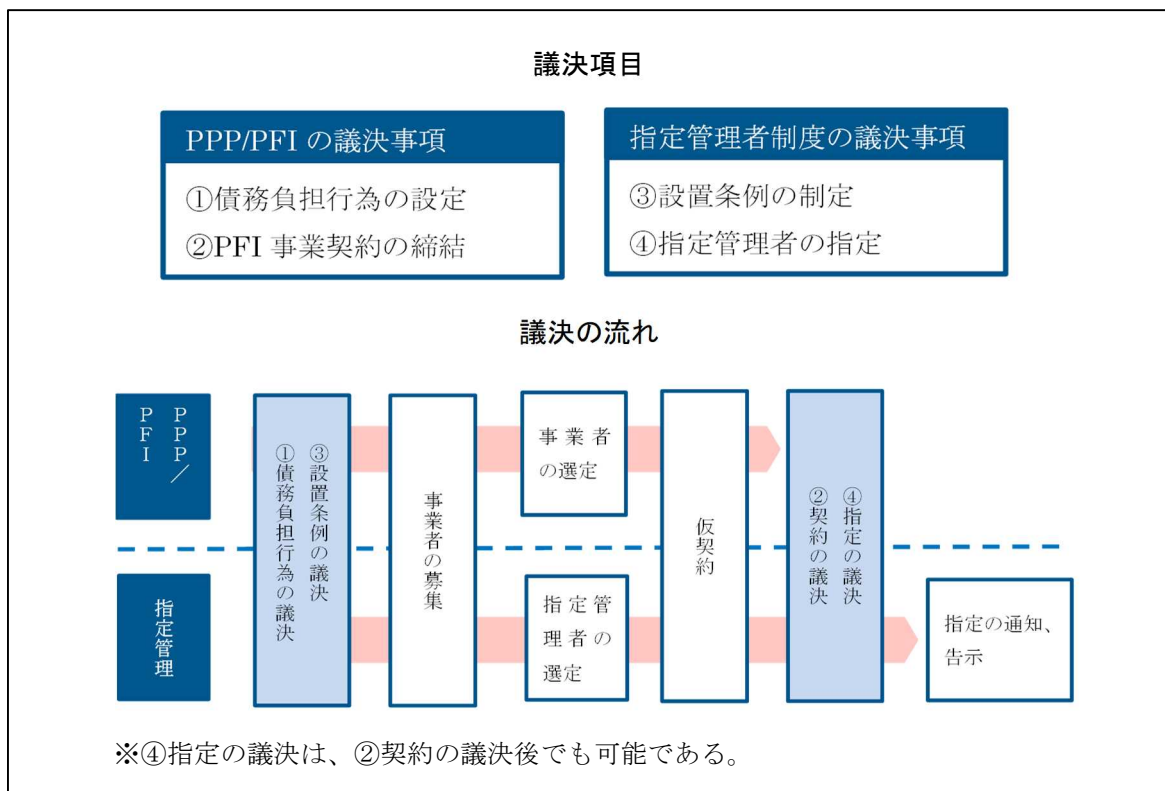 議決項目
PPP/PFI の議決事項
①債務負担行為の設定
②PFI 事業契約の締結
指定管理者制度の議決事項
③設置条例の制定
④指定管理者の指定
議決の流れ
PPP／
PFI
③設置条例の議決
①債務負担行為の議決
事業者の募集
事業者
の選定
仮契約
④指定の議決
②契約の議決
指定管理
指定管
理者の
選定
指定の通知、
告示
※④指定の議決は、②契約の議決後でも可能である。